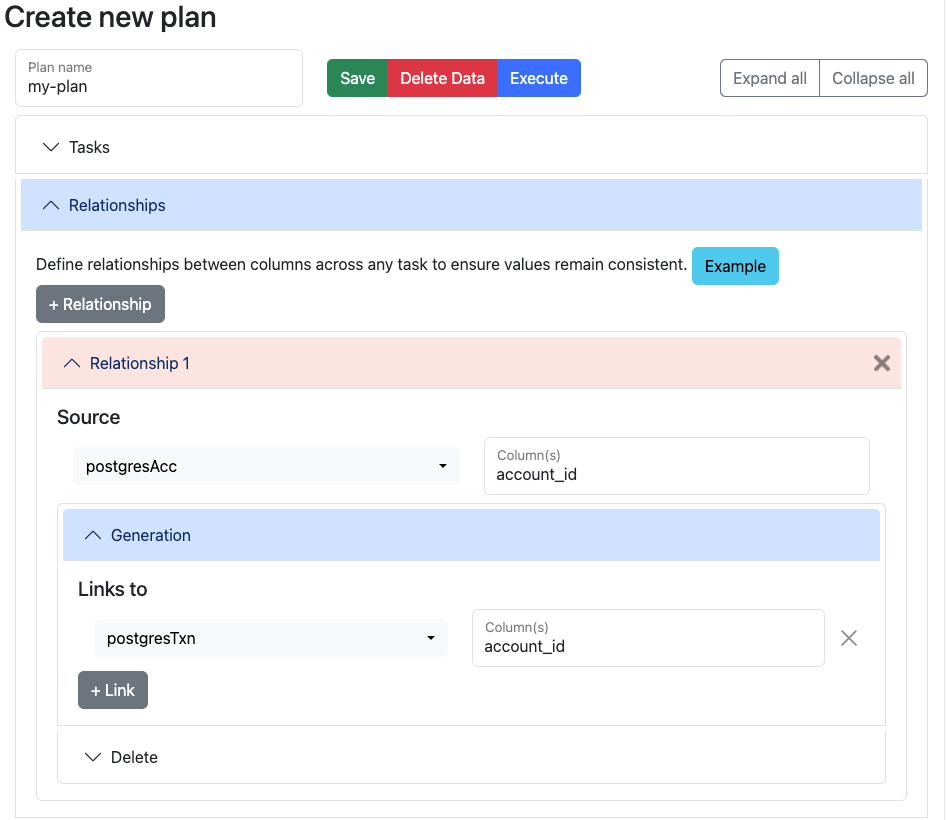 Create new plan
Plan name
my-plan
Save Delete Data Execute
Expand all Collapse all
Tasks
Relationships
Define relationships between columns across any task to ensure values remain consistent. Example
+ Relationship
Relationship 1
Source
postgresAcc
Column(s)
account_id
Generation
Links to
postgresTxn
Column(s)
account_id
+ Link
Delete